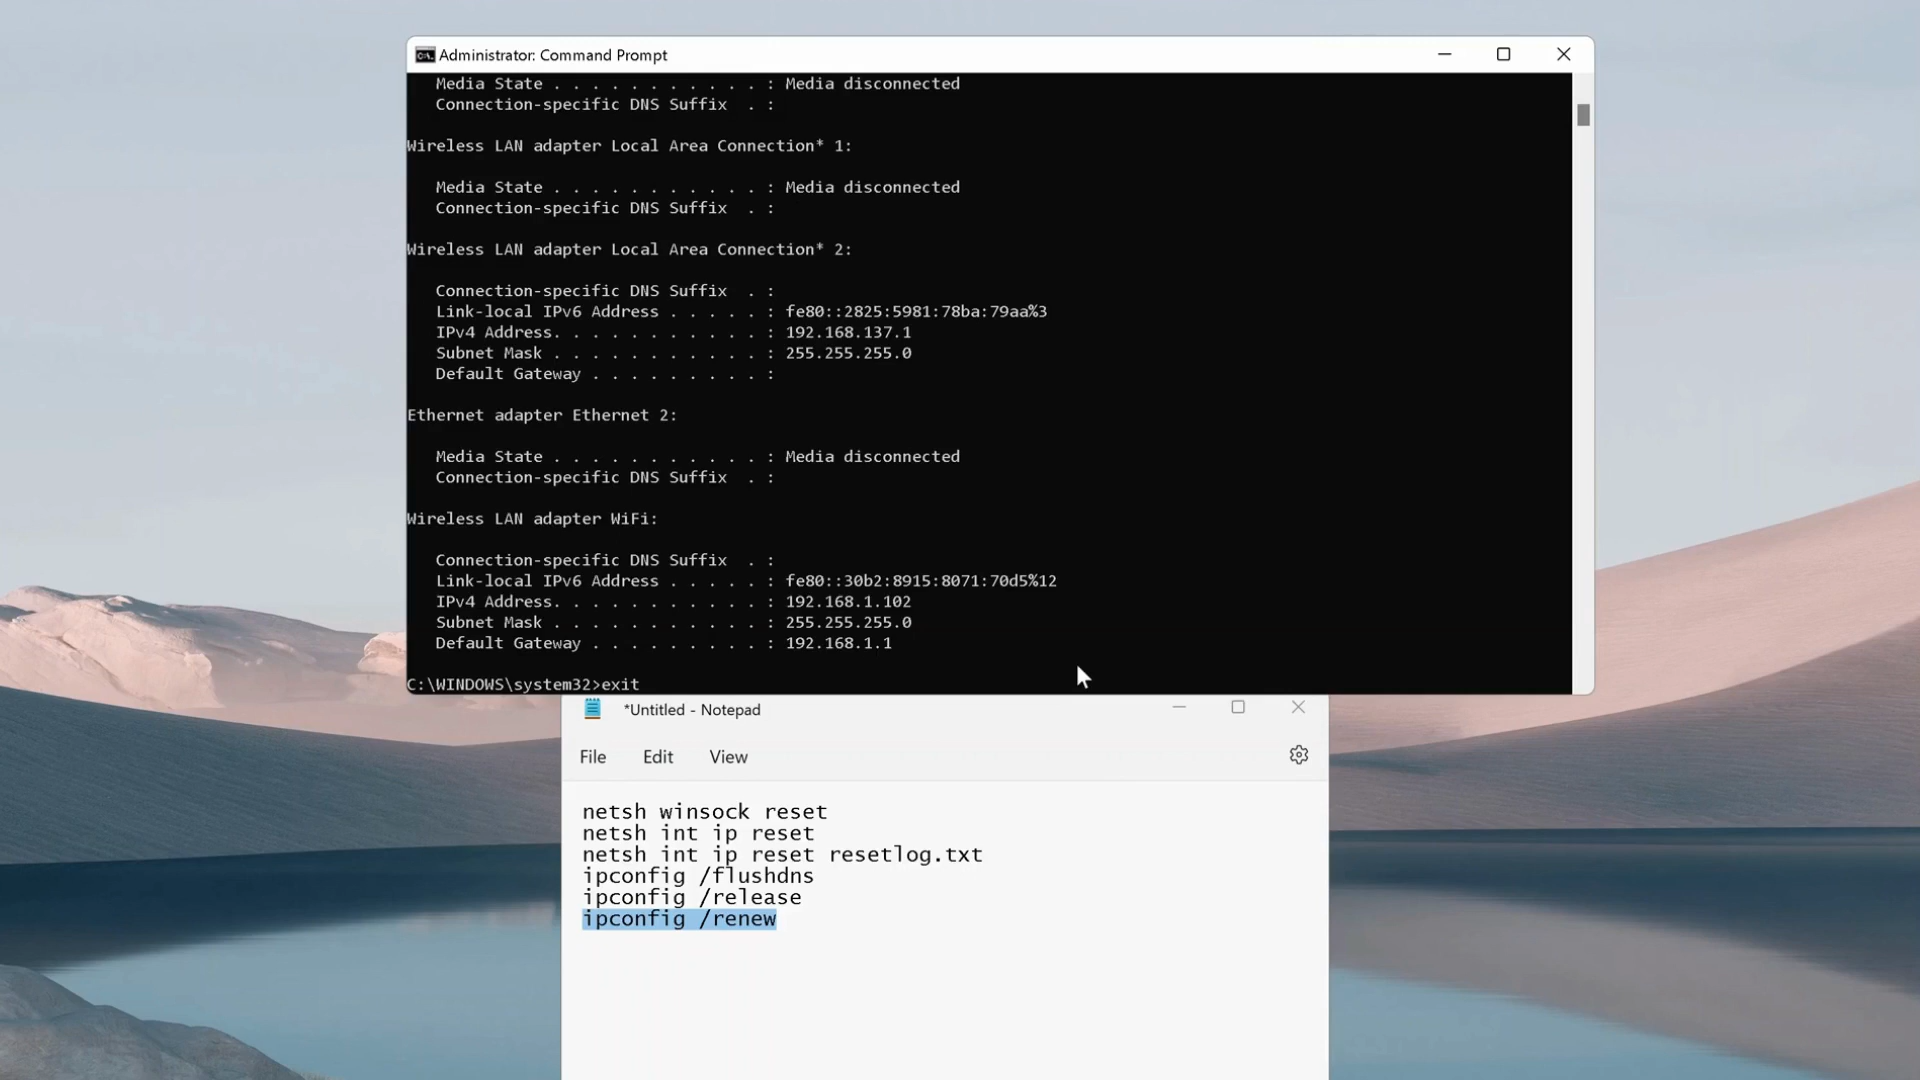 Administrator: Command Prompt
Media State . . . . . . . . . . . : Media disconnected
Connection-specific DNS Suffix  . :
Wireless LAN adapter Local Area Connection* 1:
Media State . . . . . . . . . . . : Media disconnected
Connection-specific DNS Suffix  . :
Wireless LAN adapter Local Area Connection* 2:
Connection-specific DNS Suffix  . :
Link-local IPv6 Address . . . . . : fe80::2825:5981:78ba:79aa%3
IPv4 Address. . . . . . . . . . . : 192.168.137.1
Subnet Mask . . . . . . . . . . . : 255.255.255.0
Default Gateway . . . . . . . . . :
Ethernet adapter Ethernet 2:
Media State . . . . . . . . . . . : Media disconnected
Connection-specific DNS Suffix  . :
Wireless LAN adapter WiFi:
Connection-specific DNS Suffix  . :
Link-local IPv6 Address . . . . . : fe80::30b2:8915:8071:70d5%12
IPv4 Address. . . . . . . . . . . : 192.168.1.102
Subnet Mask . . . . . . . . . . . : 255.255.255.0
Default Gateway . . . . . . . . . : 192.168.1.1
C:\WINDOWS\system32>exit
*Untitled - Notepad
File Edit View
netsh winsock reset
netsh int ip reset
netsh int ip reset resetlog.txt
ipconfig /flushdns
ipconfig /release
ipconfig /renew